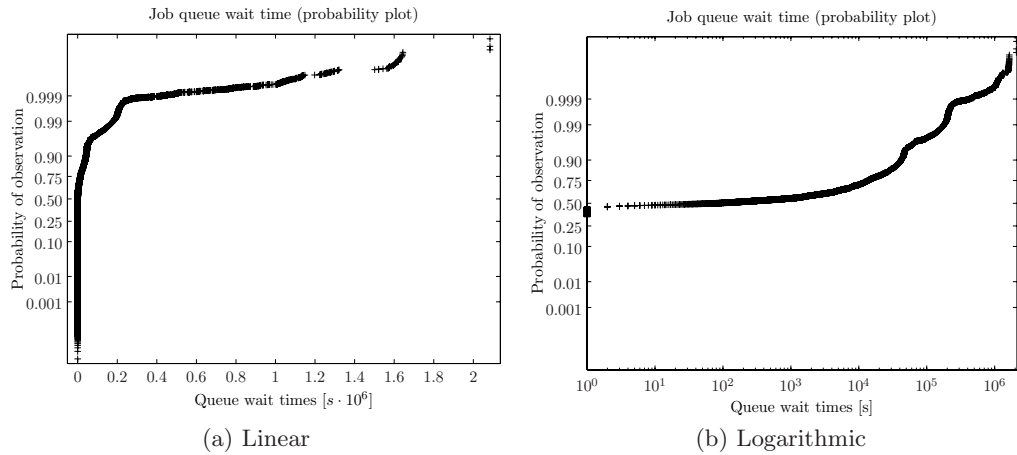 Job queue wait time (probability plot)
Probability of observation
0.999
0.99
0.90
0.75
0.50
0.25
0.10
0.01
0.001
0 0.2 0.4 0.6 0.8 1 1.2 1.4 1.6 1.8 2
Queue wait times [s · 10⁶]
(a) Linear
Job queue wait time (probability plot)
Probability of observation
0.999
0.99
0.90
0.75
0.50
0.25
0.10
0.01
0.001
10⁰ 10¹ 10² 10³ 10⁴ 10⁵ 10⁶
Queue wait times [s]
(b) Logarithmic